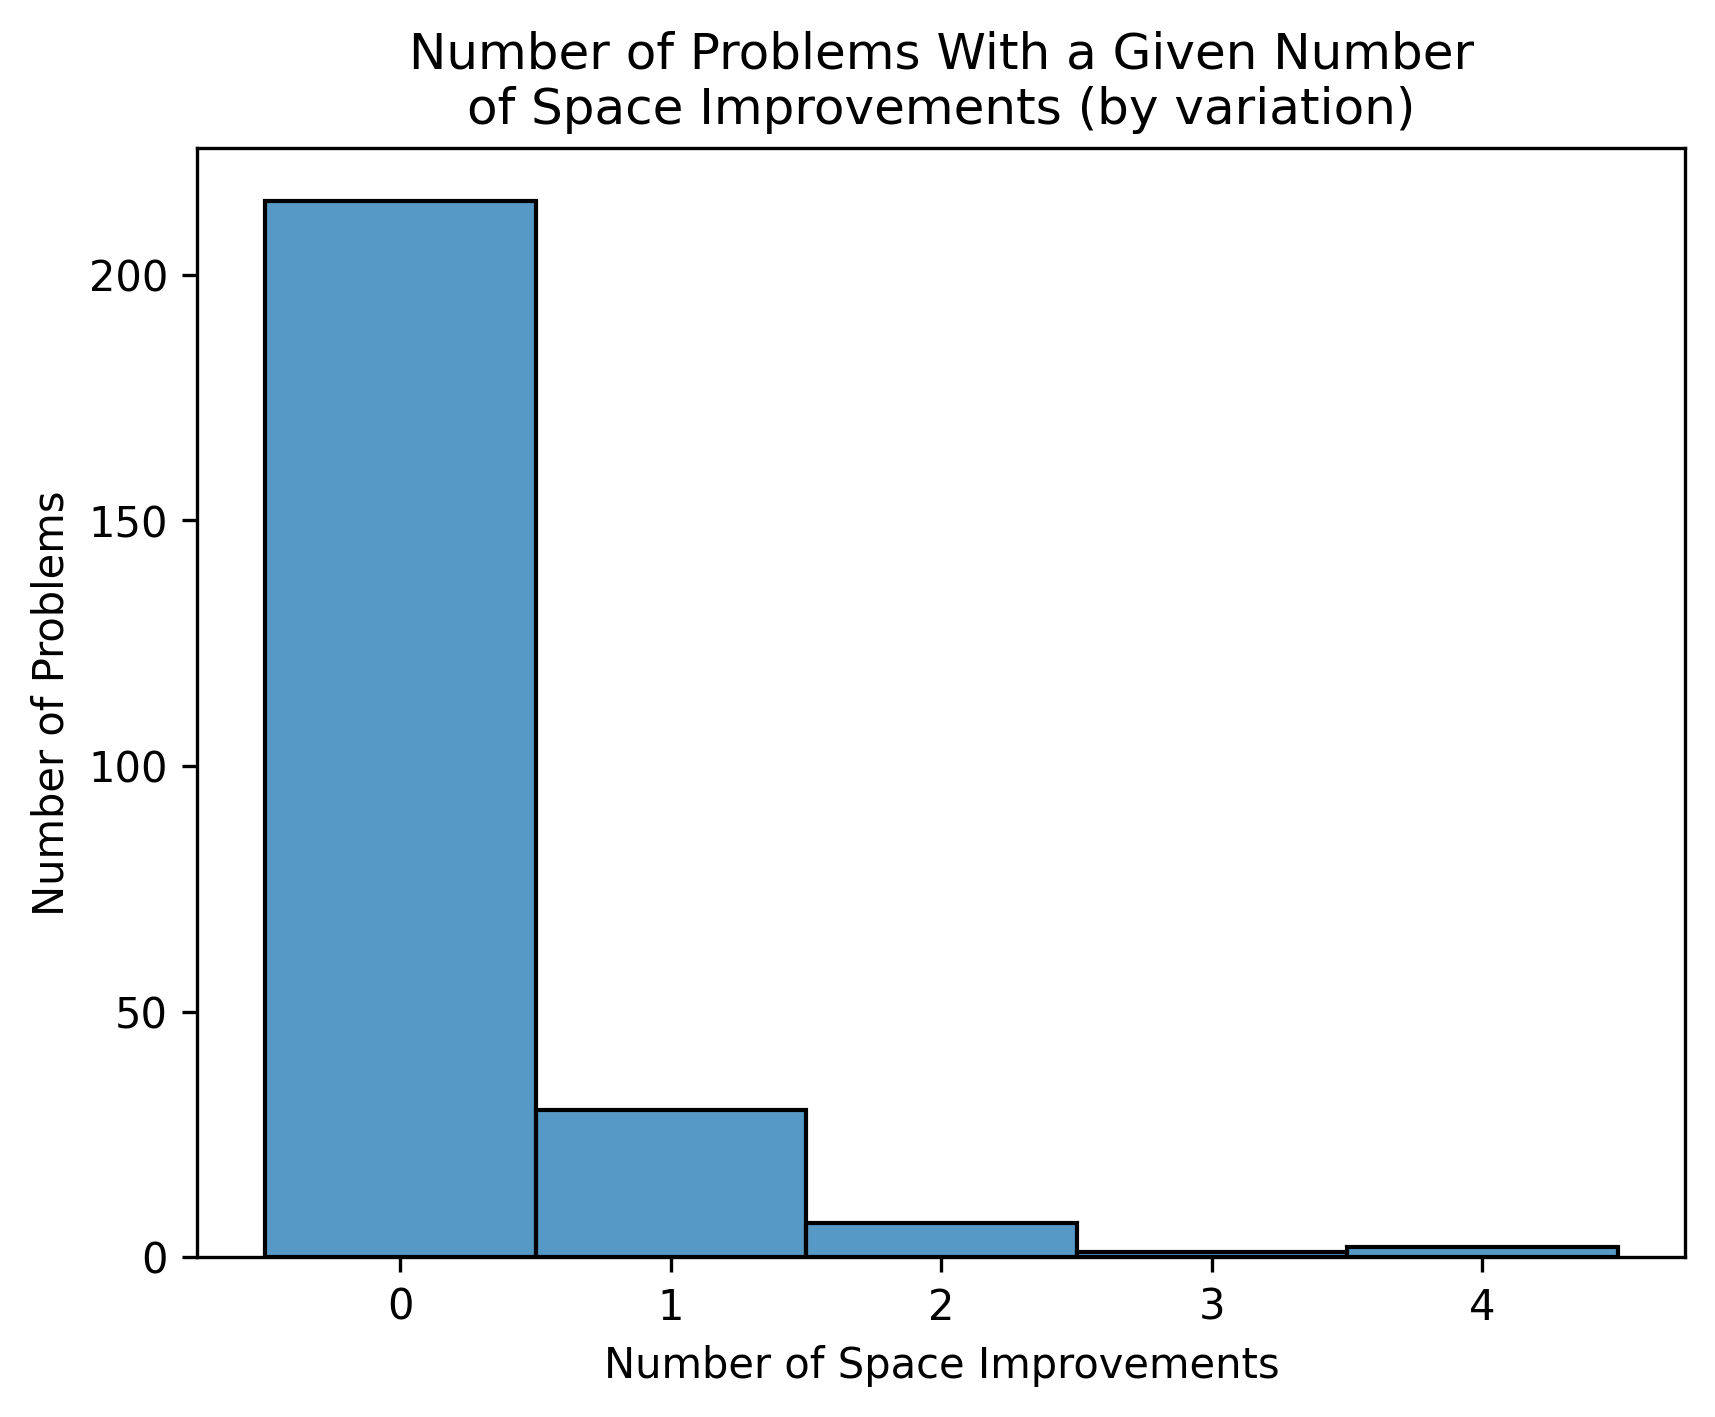 Number of Problems With a Given Number
of Space Improvements (by variation)
Number of Problems
200
150
100
50
0
0 1 2 3 4
Number of Space Improvements